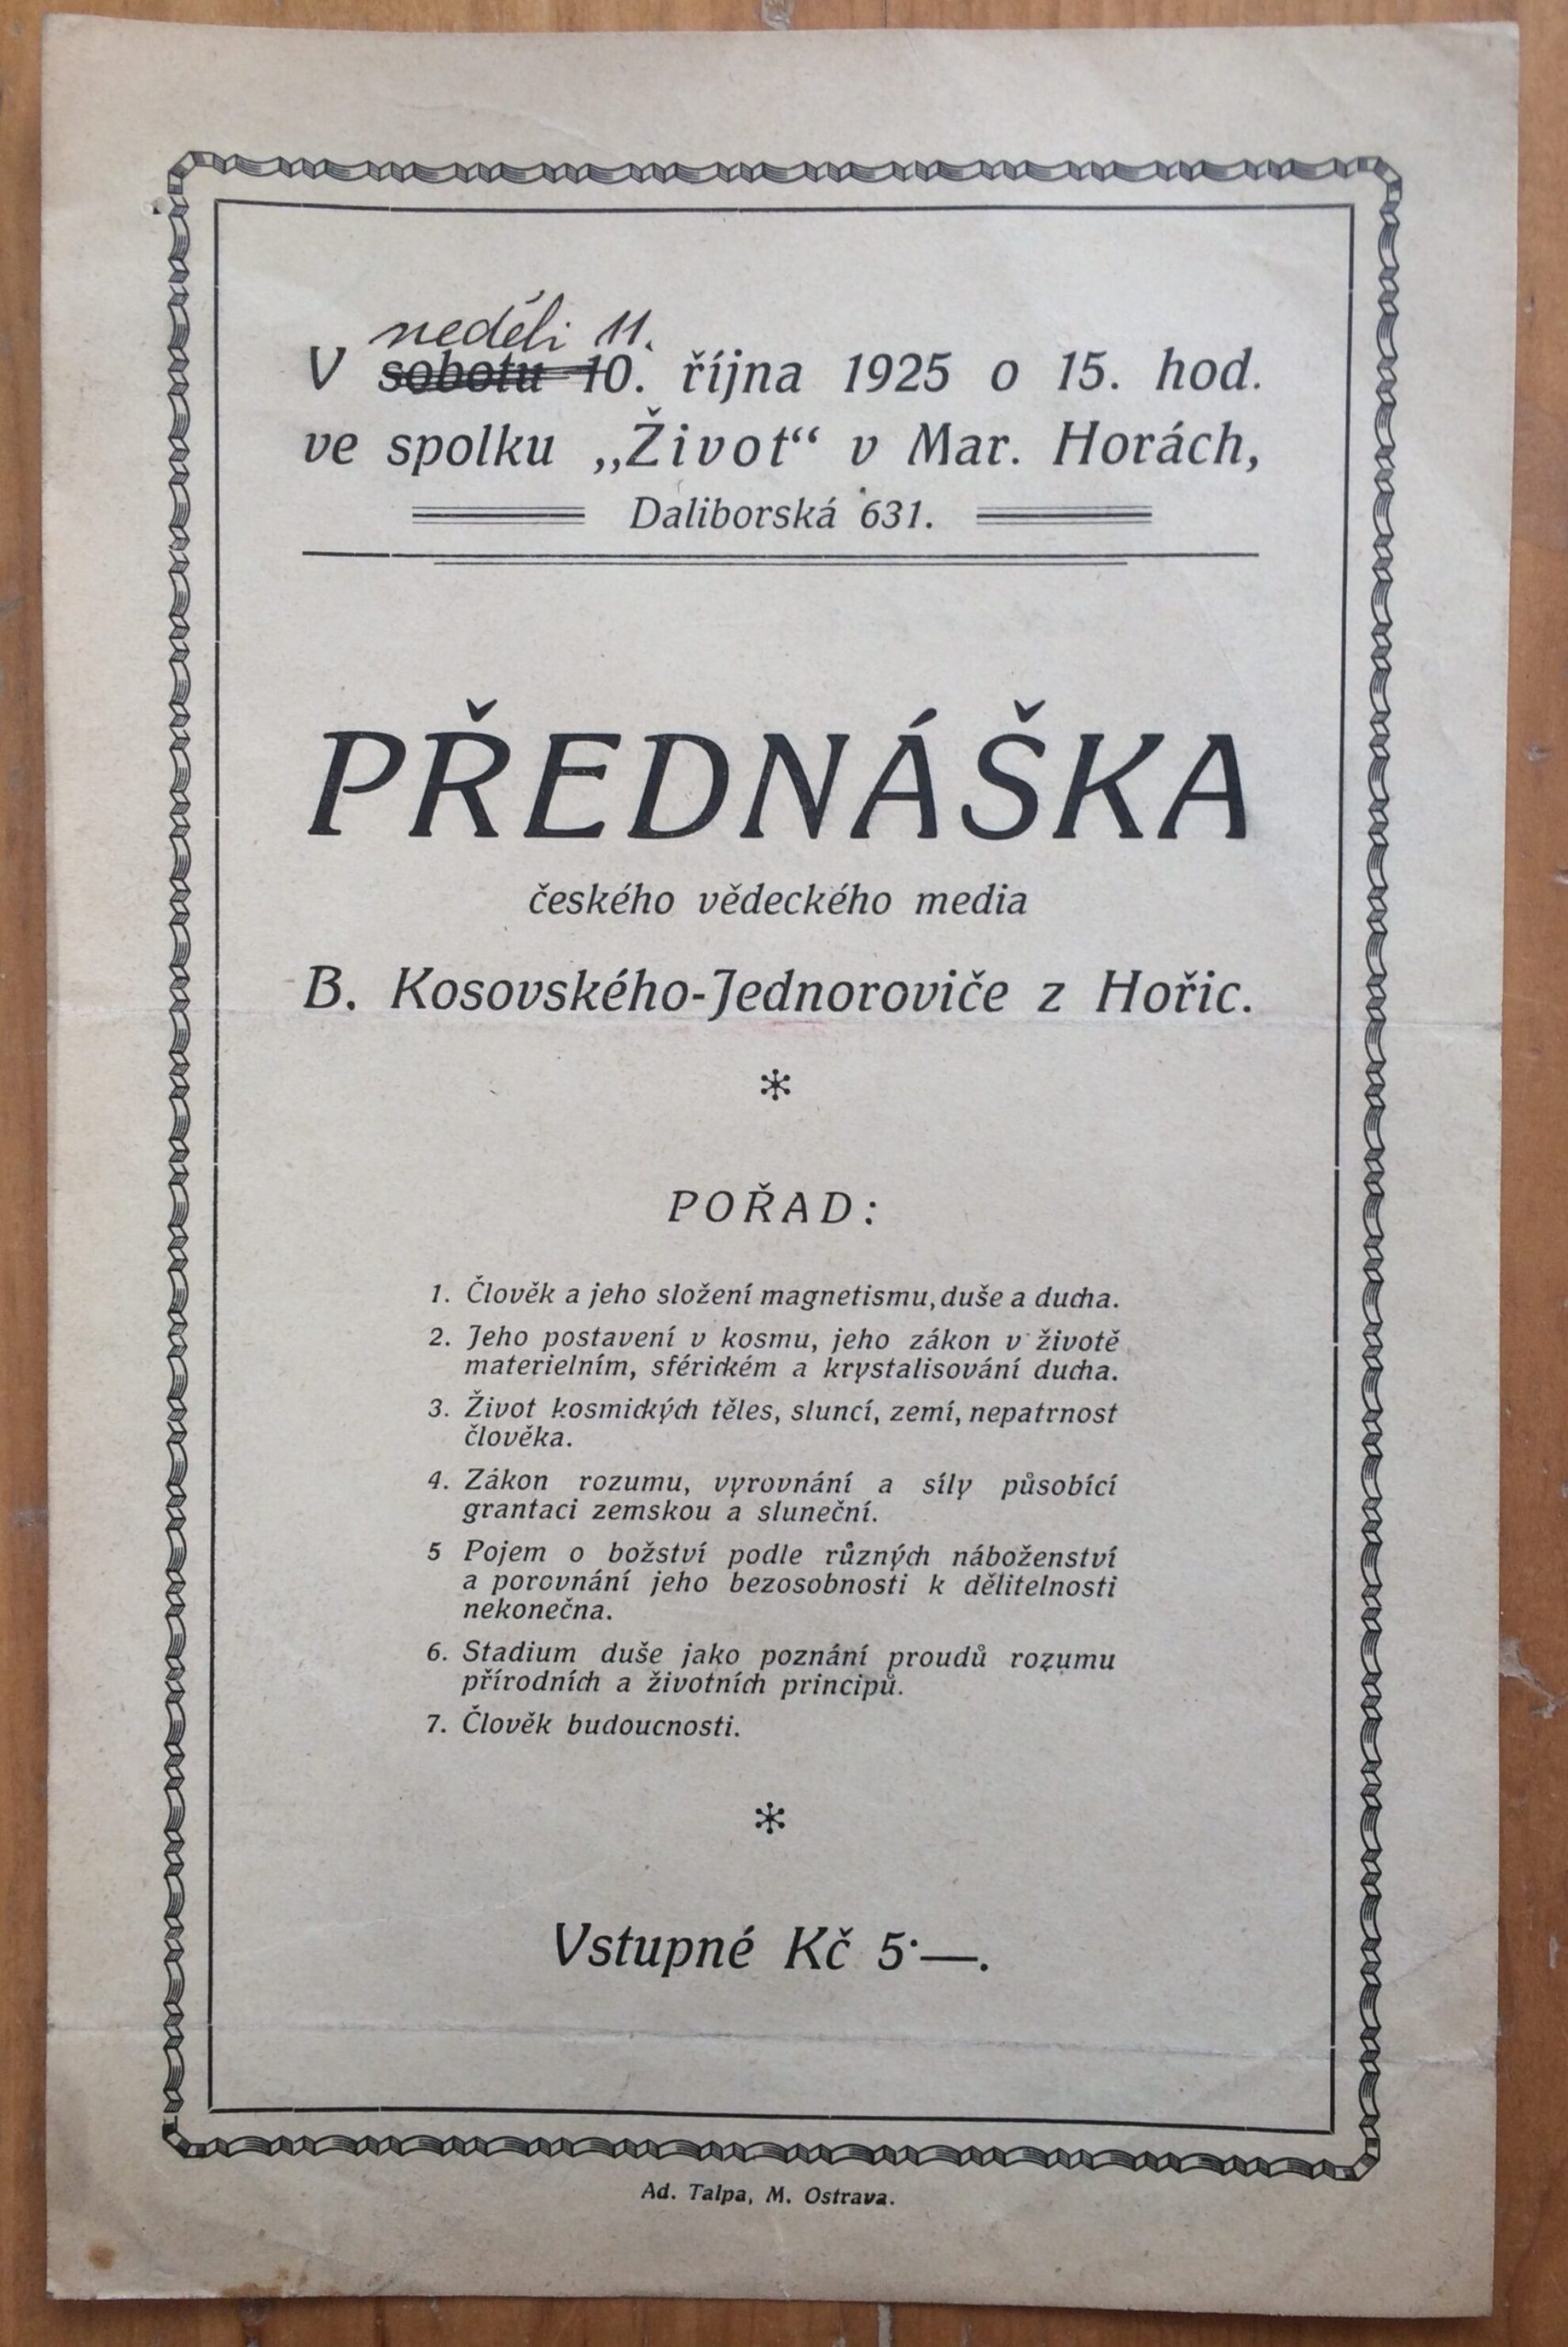 neděli 11.
V sobotu 10. října 1925 o 15. hod.
ve spolku „Život“ v Mar. Horách,
Daliborská 631.
PŘEDNÁŠKA
českého vědeckého media
B. Kosovského-Jednoroviče z Hořic.
*
POŘAD:
1. Člověk a jeho složení magnetismu, duše a ducha.
2. Jeho postavení v kosmu, jeho zákon v životě
materielním, sférickém a krystalisování ducha.
3. Život kosmických těles, sluncí, zemí, nepatrnost
člověka.
4. Zákon rozumu, vyrovnání a síly působící
grantaci zemskou a sluneční.
5 Pojem o božství podle různých náboženství
a porovnání jeho bezosobnosti k dělitelnosti
nekonečna.
6. Stadium duše jako poznání proudů rozumu
přírodních a životních principů.
7. Člověk budoucnosti.
*
Vstupné Kč 5·—.
Ad. Talpa, M. Ostrava.